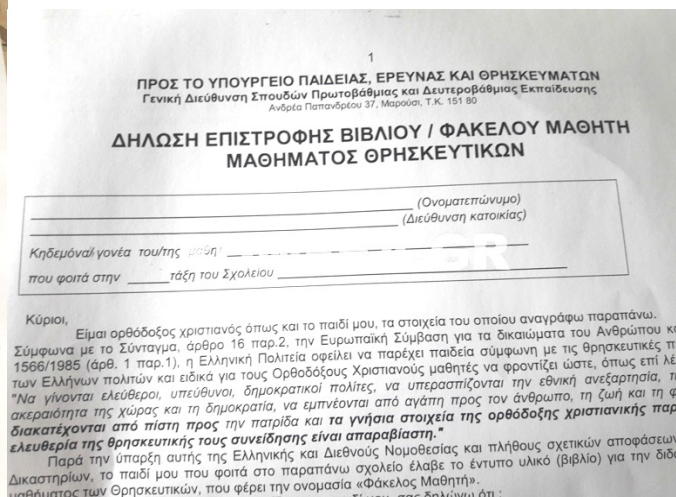 1
ΠΡΟΣ ΤΟ ΥΠΟΥΡΓΕΙΟ ΠΑΙΔΕΙΑΣ, ΕΡΕΥΝΑΣ ΚΑΙ ΘΡΗΣΚΕΥΜΑΤΩΝ
Γενική Διεύθυνση Σπουδών Πρωτοβάθμιας και Δευτεροβάθμιας Εκπαίδευσης
Ανδρέα Παπανδρέου 37, Μαρούσι, Τ.Κ. 151 80
ΔΗΛΩΣΗ ΕΠΙΣΤΡΟΦΗΣ ΒΙΒΛΙΟΥ / ΦΑΚΕΛΟΥ ΜΑΘΗΤΗ
ΜΑΘΗΜΑΤΟΣ ΘΡΗΣΚΕΥΤΙΚΩΝ
(Ονοματεπώνυμο)
(Διεύθυνση κατοικίας)
Κηδεμόνα/ γονέα του/της
που φοιτά στην τάξη του Σχολείου
Κύριοι,
Είμαι ορθόδοξος χριστιανός όπως και το παιδί μου, τα στοιχεία του οποίου αναγράφω παραπάνω.
Σύμφωνα με το Σύνταγμα, άρθρο 16 παρ.2, την Ευρωπαϊκή Σύμβαση για τα δικαιώματα του Ανθρώπου
1566/1985 (άρθ. 1 παρ.1), η Ελληνική Πολιτεία οφείλει να παρέχει παιδεία σύμφωνη με τις θρησκευτικές
των Ελλήνων πολιτών και ειδικά για τους Ορθοδόξους Χριστιανούς μαθητές να φροντίζει ώστε, όπως επί
"Να γίνονται ελεύθεροι, υπεύθυνοι, δημοκρατικοί πολίτες, να υπερασπίζονται την εθνική ανεξαρτησία,
ακεραιότητα της χώρας και τη δημοκρατία, να εμπνέονται από αγάπη προς τον άνθρωπο, τη ζωή και τη
διακατέχονται από πίστη προς την πατρίδα και τα γνήσια στοιχεία της ορθόδοξης χριστιανικής
ελευθερία της θρησκευτικής τους συνείδησης είναι απαραβίαστη."
Παρά την ύπαρξη αυτής της Ελληνικής και Διεθνούς Νομοθεσίας και πλήθους σχετικών αποφάσεων
Δικαστηρίων, το παιδί μου που φοιτά στο παραπάνω σχολείο έλαβε το έντυπο υλικό (βιβλίο) για την
μαθήματος των Θρησκευτικών, που φέρει την ονομασία «Φάκελος Μαθητή».
σας δηλώνω ότι :